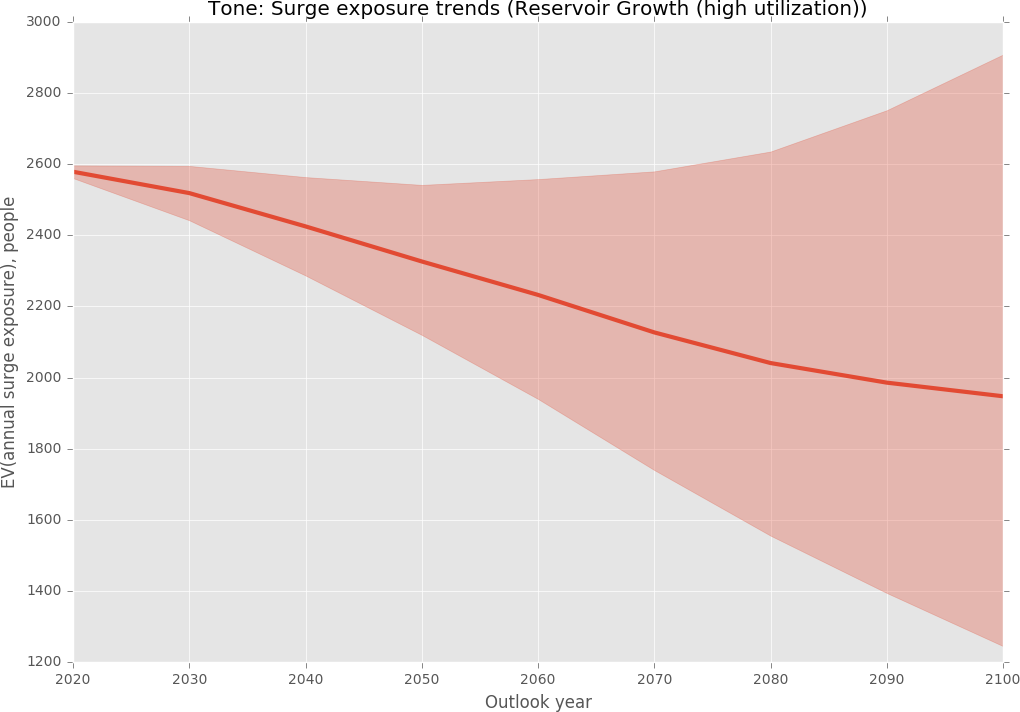 Tone: Surge exposure trends (Reservoir Growth (high utilization))
3000
2800
2600
2400
2200
2000
1800
1600
1400
1200
EV(annual surge exposure), people
2020 2030 2040 2050 2060 2070 2080 2090 2100
Outlook year